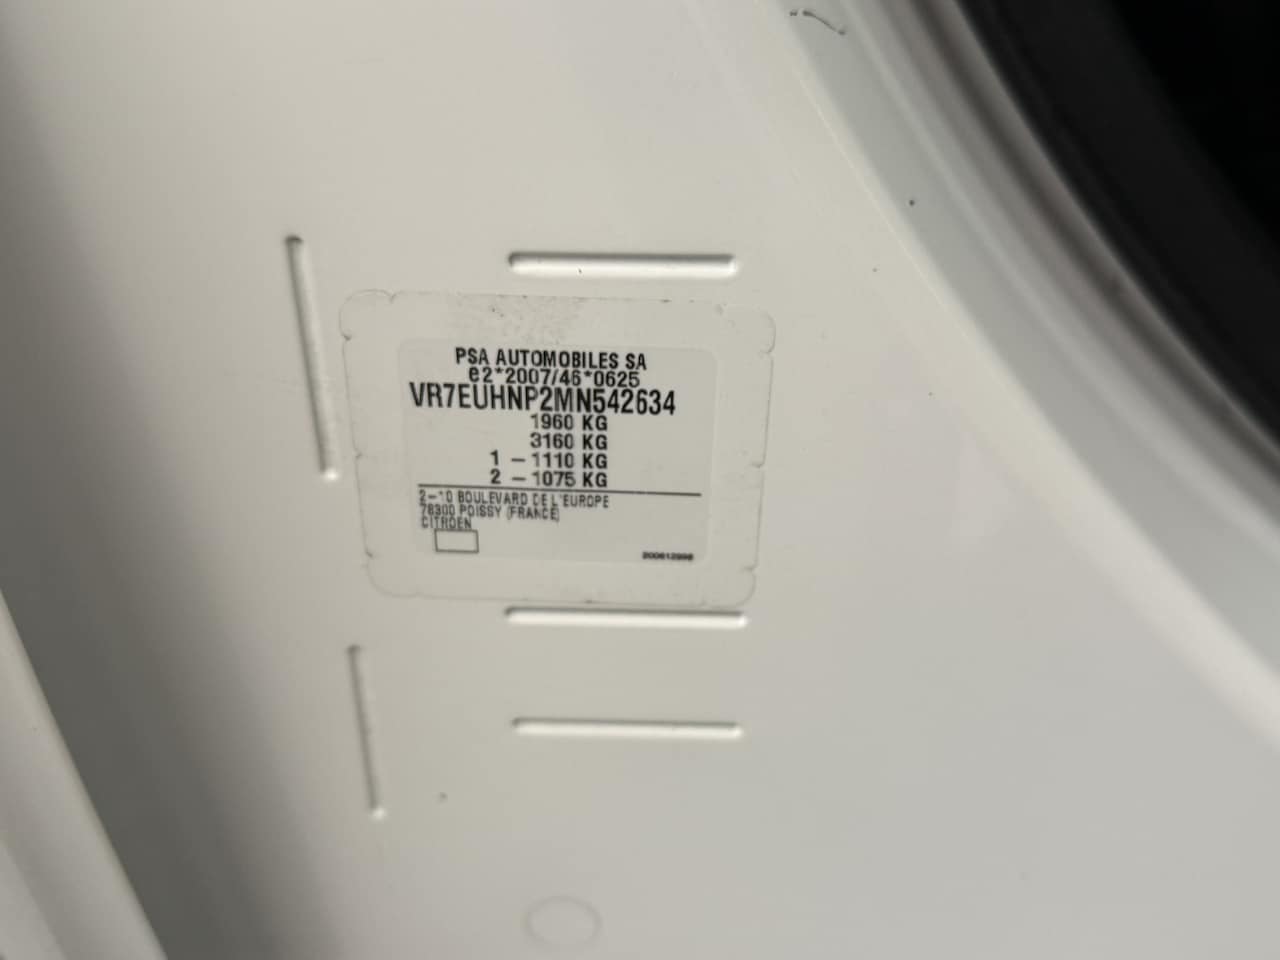 PSA AUTOMOBILES SA
e2*2007/46*0625
VR7EUHNP2MN542634
1960 KG
3160 KG
1 - 1110 KG
2 - 1075 KG
2-10 BOULEVARD DE L'EUROPE
78300 POISSY (FRANCE)
CITROEN